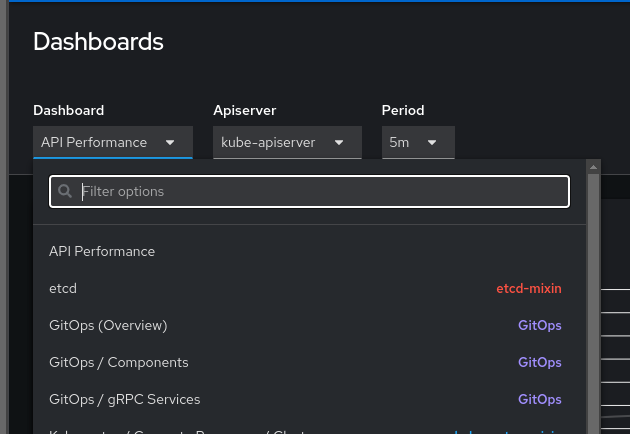 Dashboards
Dashboard Apiserver Period
API Performance kube-apiserver 5m
Filter options
API Performance
etcd etcd-mixin
GitOps (Overview) GitOps
GitOps / Components GitOps
GitOps / gRPC Services GitOps